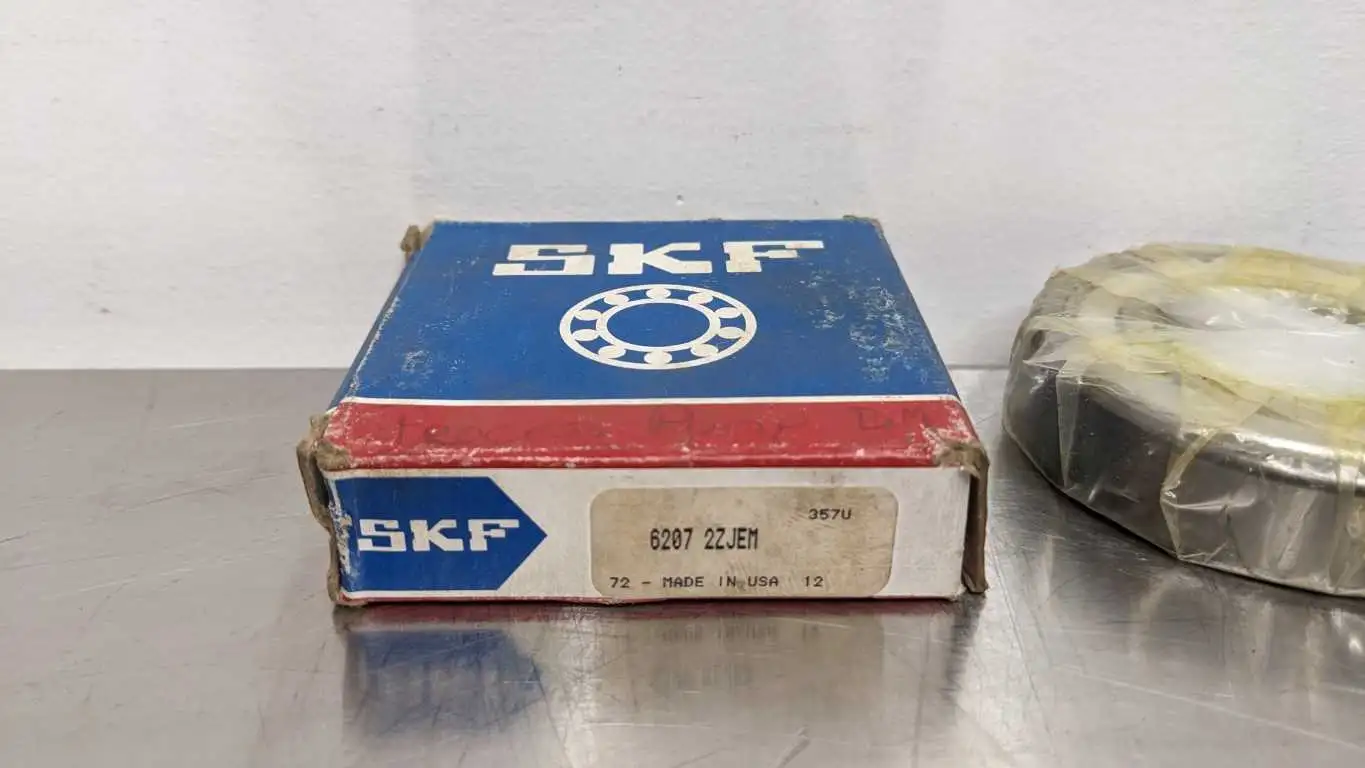 SKF
SKF
357U
6207 2ZJEM
72 - MADE IN USA 12